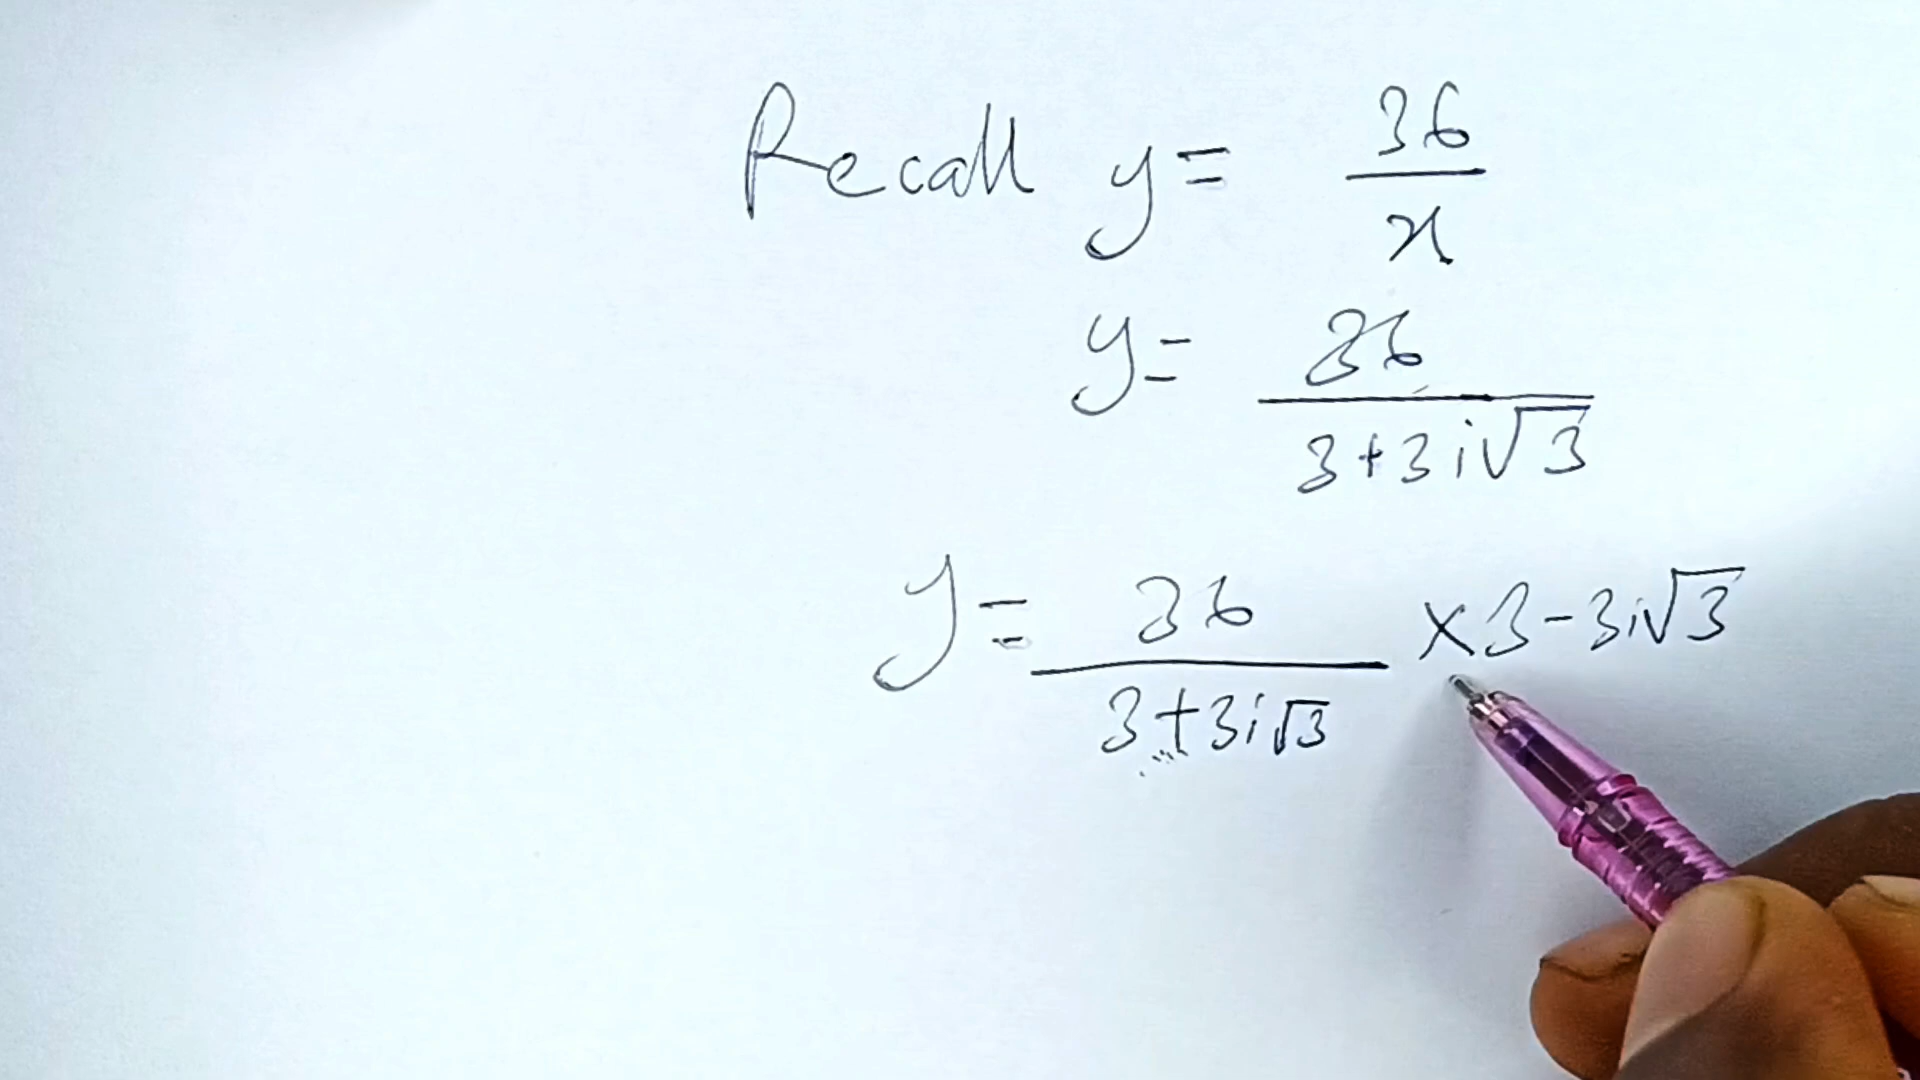 Recall y = 36/x
y = 36/(3+3i√3)
y = 36/(3+3i√3) × 3-3i√3